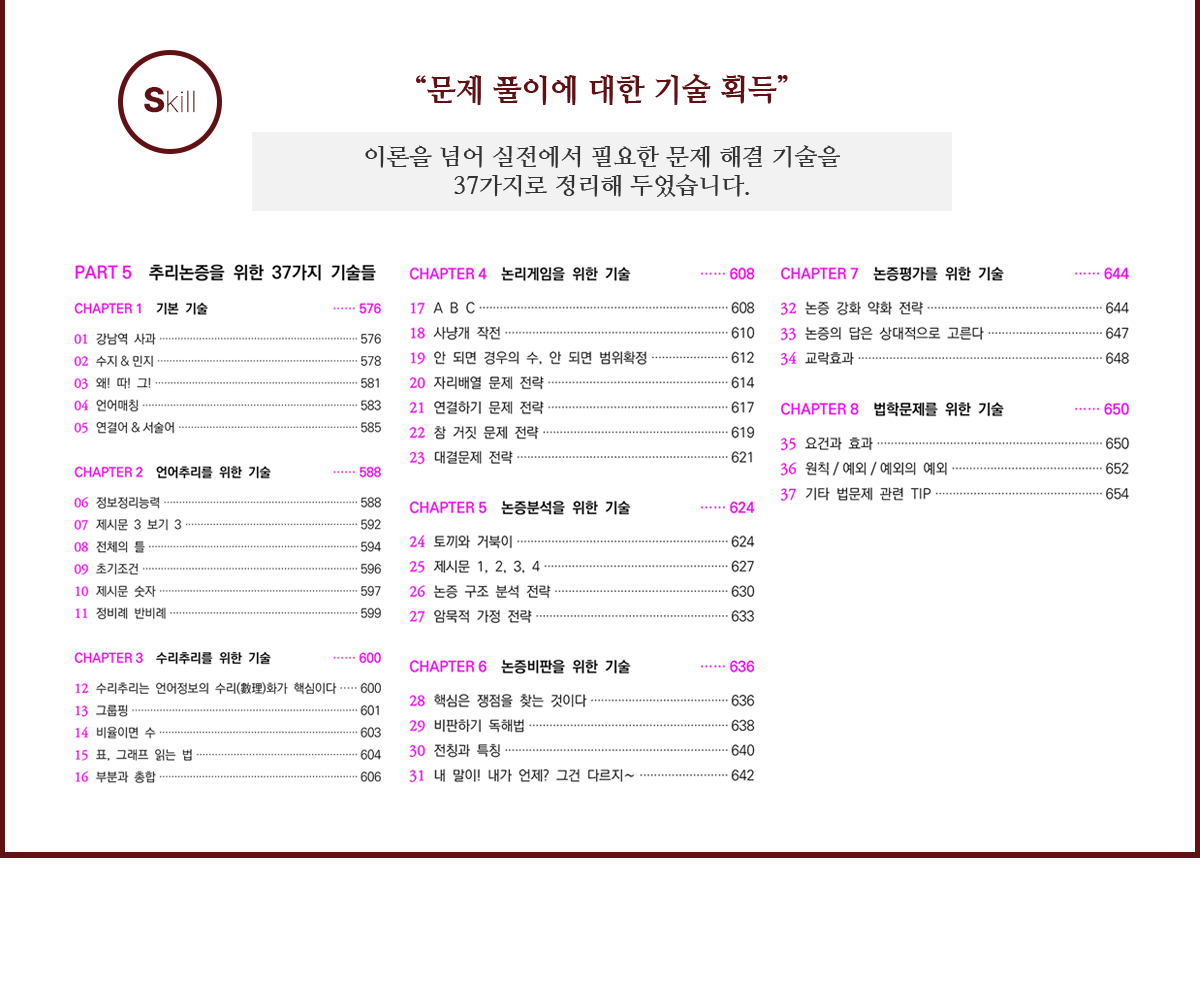 Skill
“문제 풀이에 대한 기술 획득”
이론을 넘어 실전에서 필요한 문제 해결 기술을
37가지로 정리해 두었습니다.
PART 5 추리논증을 위한 37가지 기술들
CHAPTER 1 기본 기술 ······ 576
01 강남역 사과 576
02 수지 & 민지 578
03 왜! 따! 그! 581
04 언어매칭 583
05 연결어 & 서술어 585
CHAPTER 2 언어추리를 위한 기술 ······ 588
06 정보정리능력 588
07 제시문 3 보기 3 592
08 전체의 틀 594
09 초기조건 596
10 제시문 숫자 597
11 정비례 반비례 599
CHAPTER 3 수리추리를 위한 기술 ······ 600
12 수리추리는 언어정보의 수리(數理)화가 핵심이다 600
13 그룹핑 601
14 비율이면 수 603
15 표, 그래프 읽는 법 604
16 부분과 총합 606
CHAPTER 4 논리게임을 위한 기술 ······ 608
17 A B C 608
18 사냥개 작전 610
19 안 되면 경우의 수, 안 되면 범위확정 612
20 자리배열 문제 전략 614
21 연결하기 문제 전략 617
22 참 거짓 문제 전략 619
23 대결문제 전략 621
CHAPTER 5 논증분석을 위한 기술 ······ 624
24 토끼와 거북이 624
25 제시문 1, 2, 3, 4 627
26 논증 구조 분석 전략 630
27 암묵적 가정 전략 633
CHAPTER 6 논증비판을 위한 기술 ······ 636
28 핵심은 쟁점을 찾는 것이다 636
29 비판하기 독해법 638
30 전칭과 특칭 640
31 내 말이! 내가 언제? 그건 다르지~ 642
CHAPTER 7 논증평가를 위한 기술 ······ 644
32 논증 강화 약화 전략 644
33 논증의 답은 상대적으로 고른다 647
34 교락효과 648
CHAPTER 8 법학문제를 위한 기술 ······ 650
35 요건과 효과 650
36 원칙 / 예외 / 예외의 예외 652
37 기타 법문제 관련 TIP 654